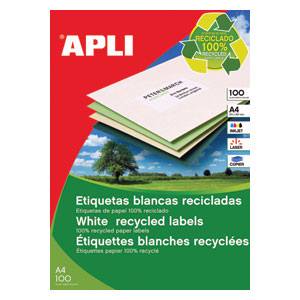 APLI
RECICLADO
100%
RECYCLED
100
A4
PETERSMARCH
INKJET
LASER
COPIER
Etiquetas blancas recicladas
Etiquetas de papel 100% reciclado
White recycled labels
100% recycled paper labels
Étiquettes blanches recyclées
Étiquettes papier 100% recyclé
A4
100